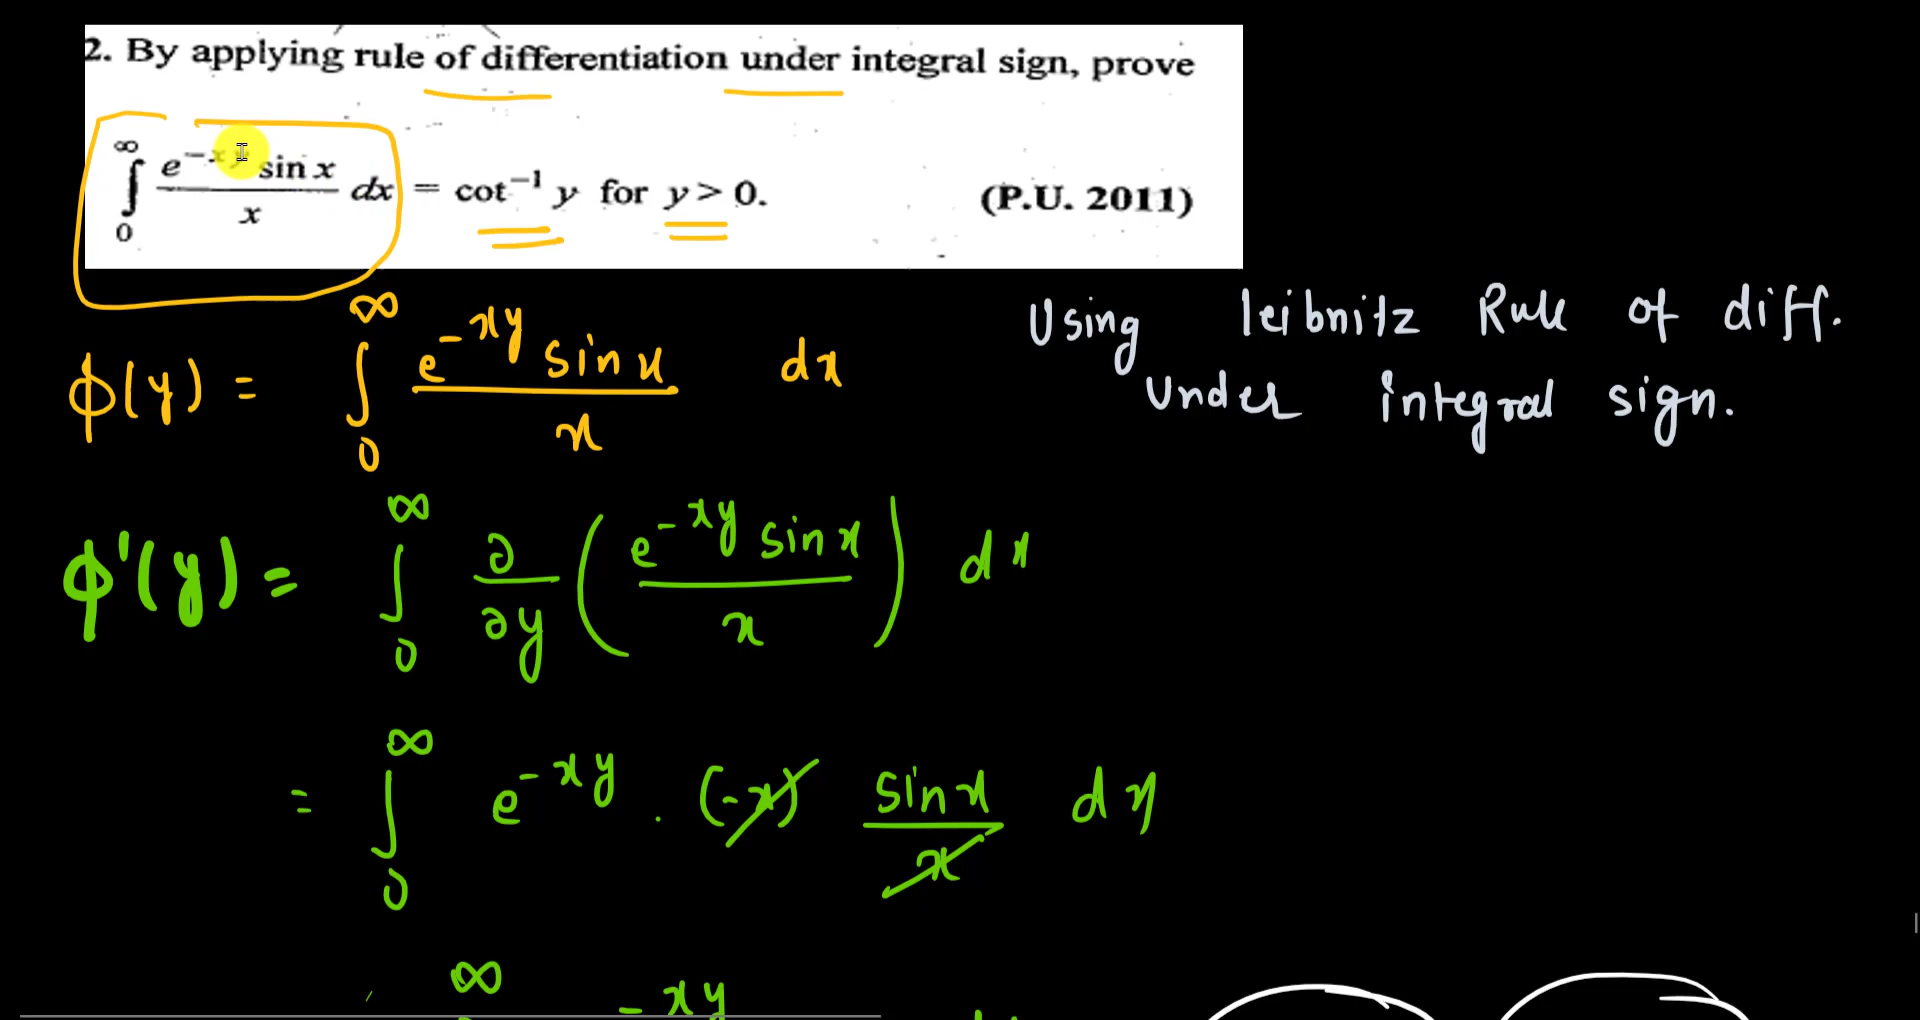 2. By applying rule of differentiation under integral sign, prove
∫₀^∞ (e^(-xy) sin x)/x dx = cot⁻¹ y for y > 0. (P.U. 2011)
ϕ(y) = ∫₀^∞ (e^(-xy) sin x)/x dx
Using leibnitz Rule of diff.
under integral sign.
ϕ'(y) = ∫₀^∞ ∂/∂y ((e^(-xy) sin x)/x) dx
= ∫₀^∞ e^(-xy) . (-x) (sin x)/x dx
∞ -xy